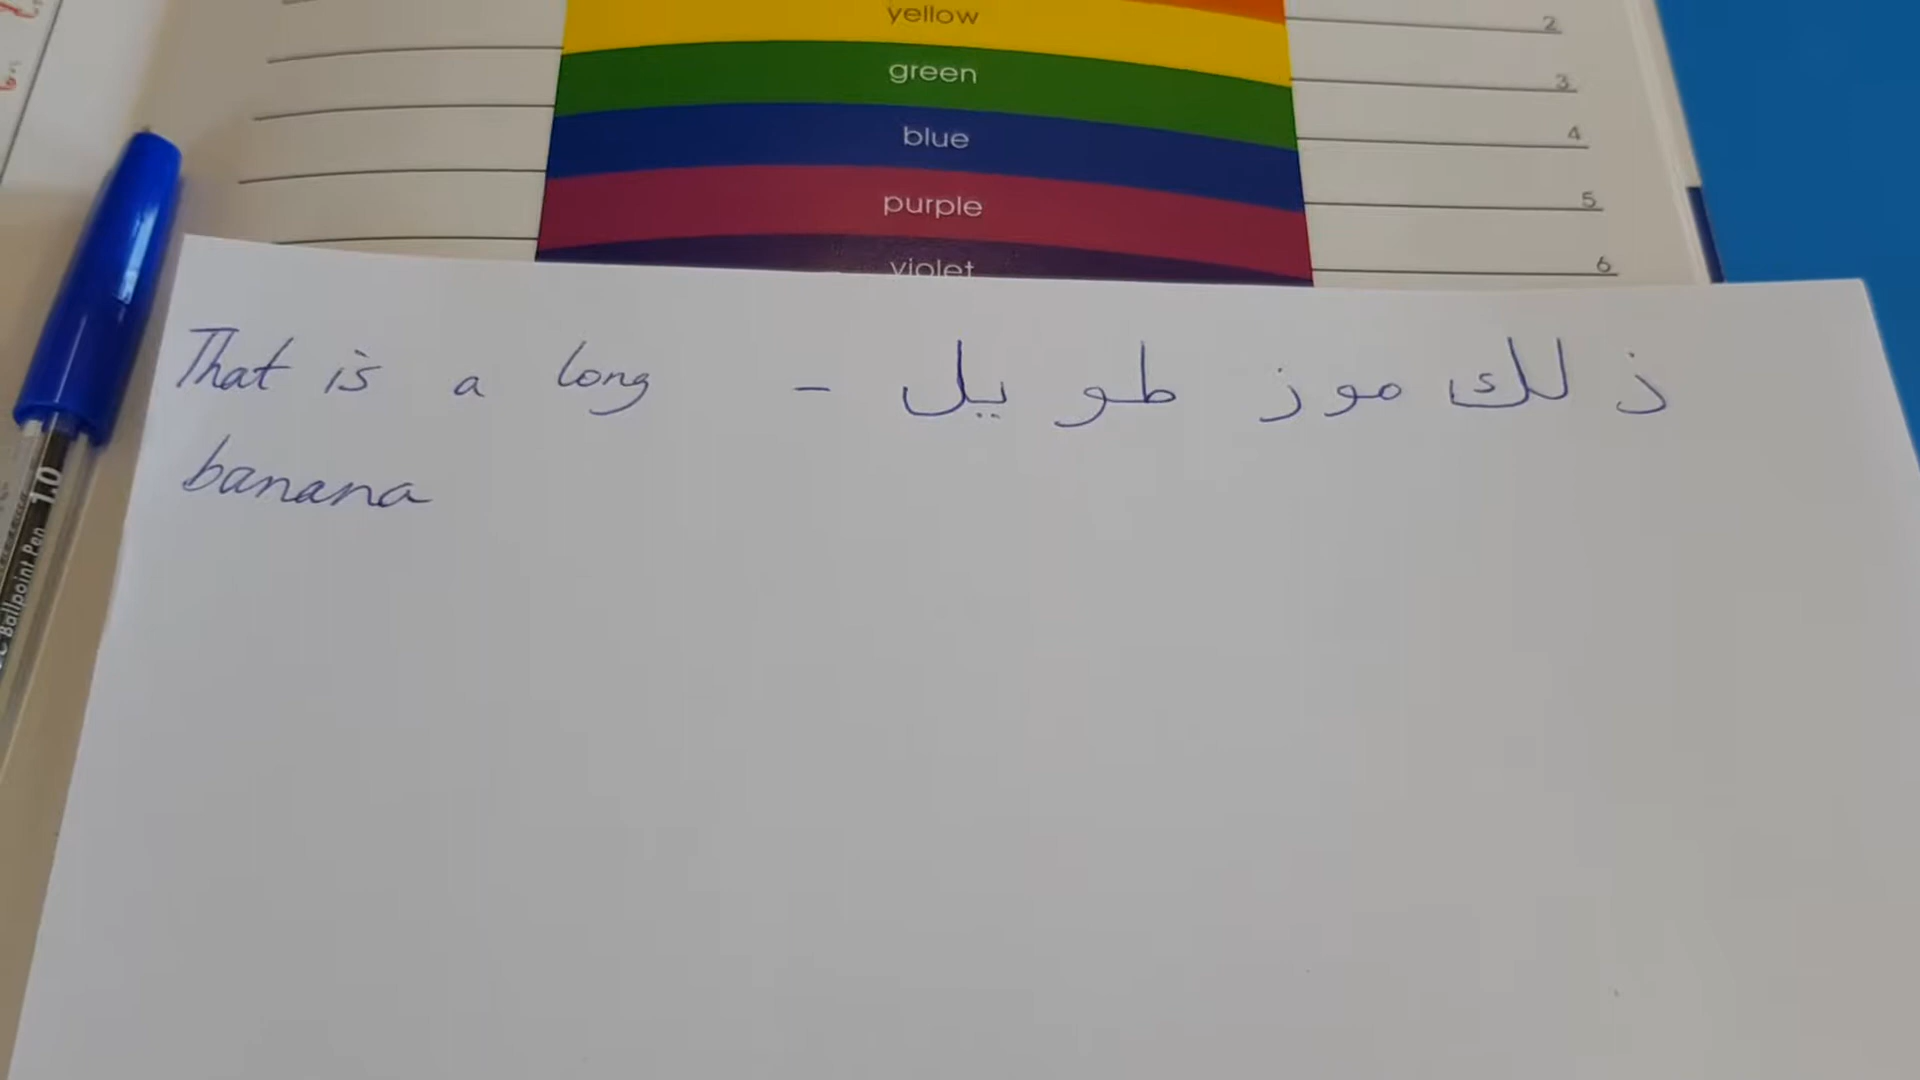 yellow
green
blue
purple
violet
2
3
4
5
6
That is a long - ذلك موز طويل
banana
Ballpoint Pen 1.0